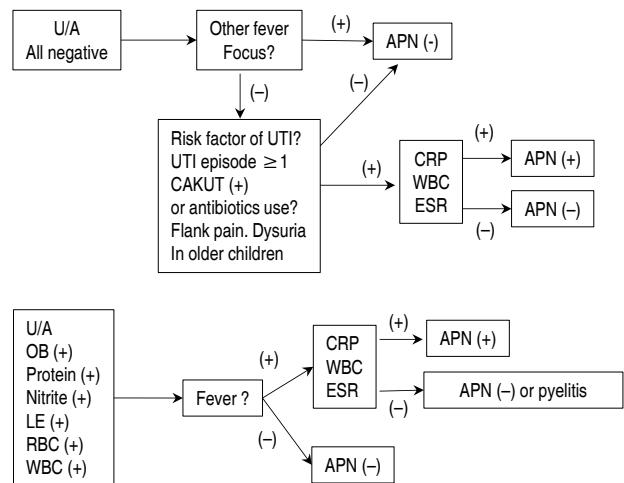 U/A
All negative
Other fever
Focus?
(+)
APN (-)
(–)
(–)
Risk factor of UTI?
UTI episode ≥1
CAKUT (+)
or antibiotics use?
Flank pain. Dysuria
In older children
(+)
CRP
WBC
ESR
(+)
APN (+)
APN (–)
(–)
U/A
OB (+)
Protein (+)
Nitrite (+)
LE (+)
RBC (+)
WBC (+)
Fever ?
(+)
(–)
CRP
WBC
ESR
(+)
APN (+)
(–)
APN (–) or pyelitis
APN (–)